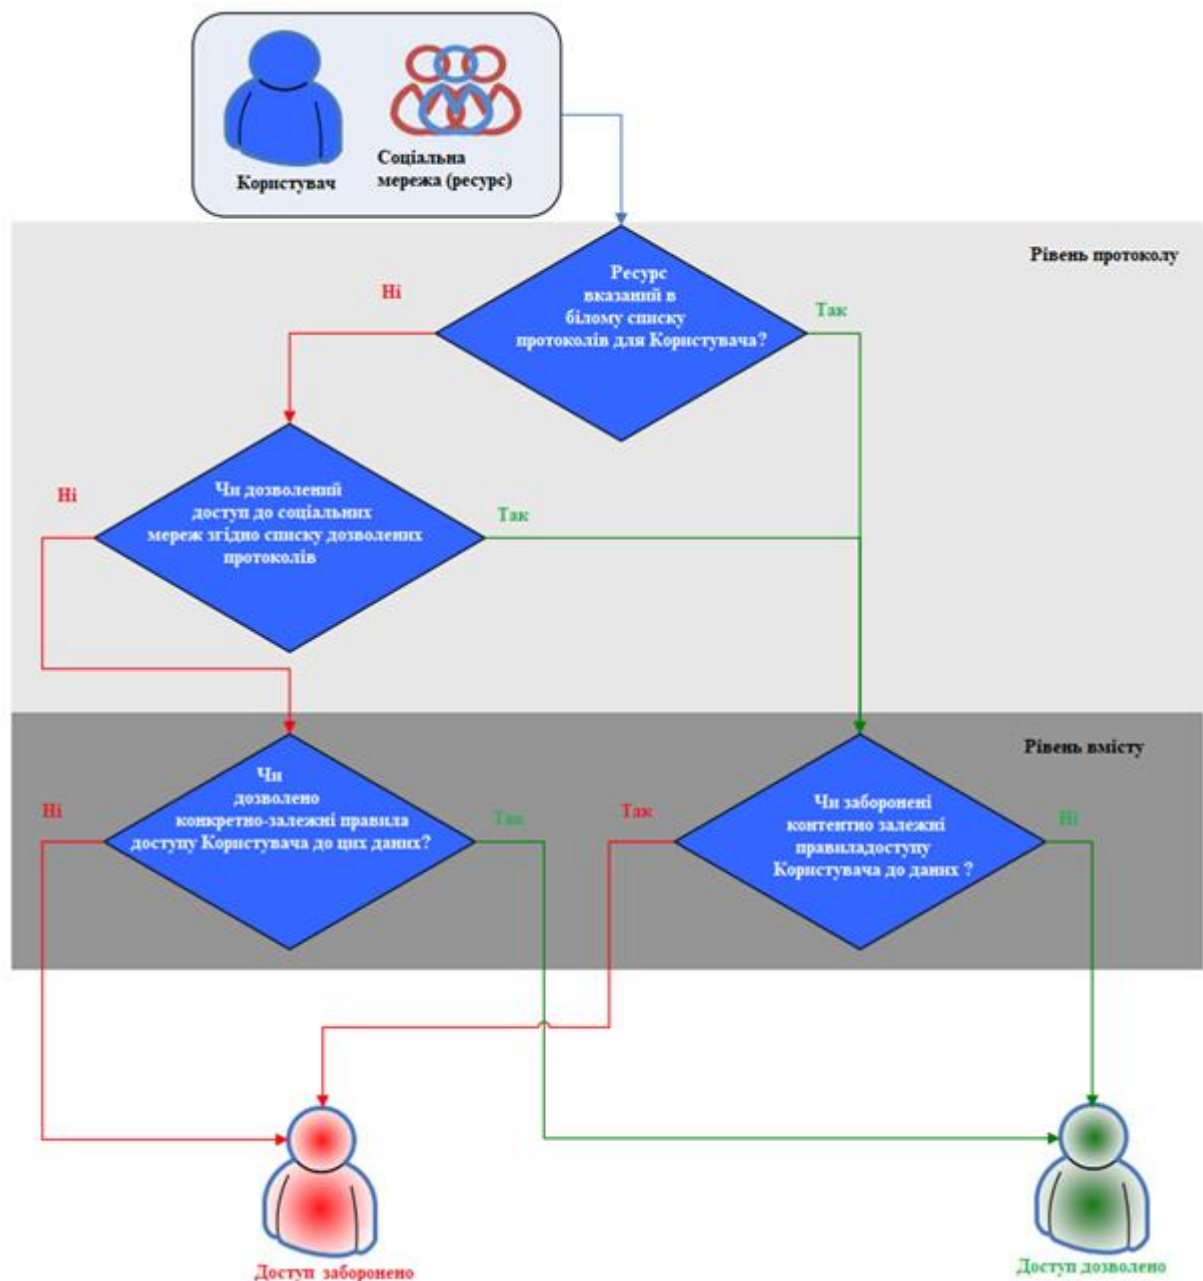 Користувач
Соціальна
мережа (ресурс)
Рівень протоколу
Ресурс
вказаний в
білому списку
протоколів для Користувача?
Ні
Так
Чи дозволений
доступ до соціальних
мереж згідно списку дозволених
протоколів
Ні
Так
Рівень вмісту
Чи
дозволено
конкретно-залежні правила
доступу Користувача до цих даних?
Ні
Так
Чи заборонені
контентно залежні
правиладоступу
Користувача до даних ?
Так
Ні
Доступ заборонено
Доступ дозволено